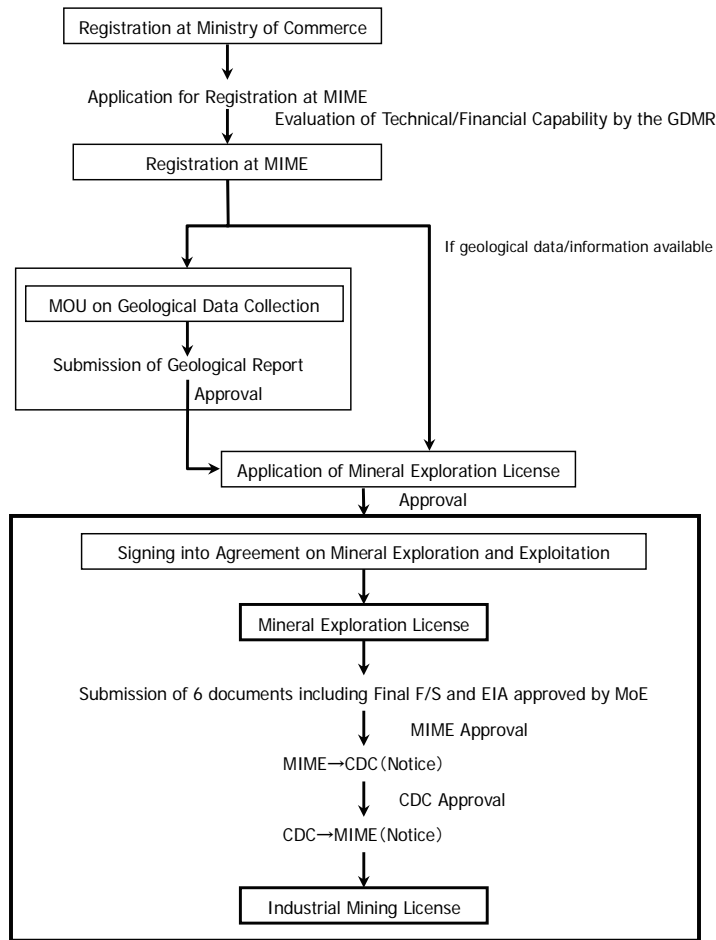 Registration at Ministry of Commerce
Application for Registration at MIME
Evaluation of Technical/Financial Capability by the GDMR
Registration at MIME
If geological data/information available
MOU on Geological Data Collection
Submission of Geological Report
Approval
Application of Mineral Exploration License
Approval
Signing into Agreement on Mineral Exploration and Exploitation
Mineral Exploration License
Submission of 6 documents including Final F/S and EIA approved by MoE
MIME Approval
MIME→CDC(Notice)
CDC Approval
CDC→MIME(Notice)
Industrial Mining License